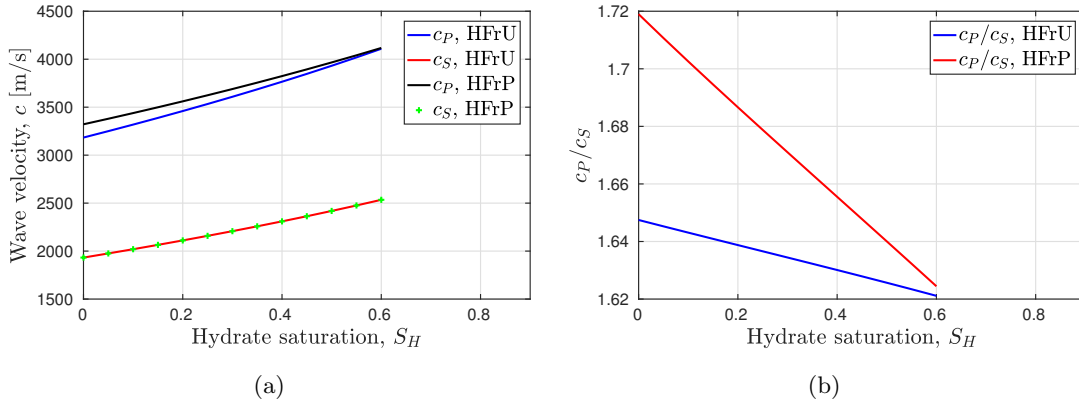 4500
4000
3500
3000
2500
2000
1500
0
0.2
0.4
0.6
0.8
Wave velocity, c [m/s]
Hydrate saturation, S_H
c_P, HFrU
c_S, HFrU
c_P, HFrP
c_S, HFrP
(a)
1.72
1.7
1.68
1.66
1.64
1.62
0
0.2
0.4
0.6
0.8
c_P/c_S
Hydrate saturation, S_H
c_P/c_S, HFrU
c_P/c_S, HFrP
(b)